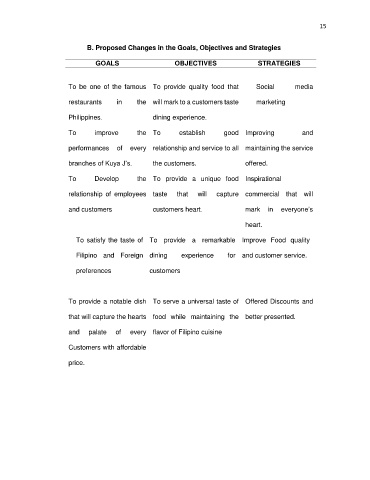 15
B. Proposed Changes in the Goals, Objectives and Strategies
GOALS OBJECTIVES STRATEGIES
To be one of the famous To provide quality food that Social media
restaurants in the will mark to a customers taste marketing
Philippines. dining experience.
To improve the To establish good Improving and
performances of every relationship and service to all maintaining the service
branches of Kuya J's. the customers. offered.
To Develop the To provide a unique food Inspirational
relationship of employees taste that will capture commercial that will
and customers customers heart. mark in everyone's
heart.
To satisfy the taste of To provide a remarkable Improve Food quality
Filipino and Foreign dining experience for and customer service.
preferences customers
To provide a notable dish To serve a universal taste of Offered Discounts and
that will capture the hearts food while maintaining the better presented.
and palate of every flavor of Filipino cuisine
Customers with affordable
price.